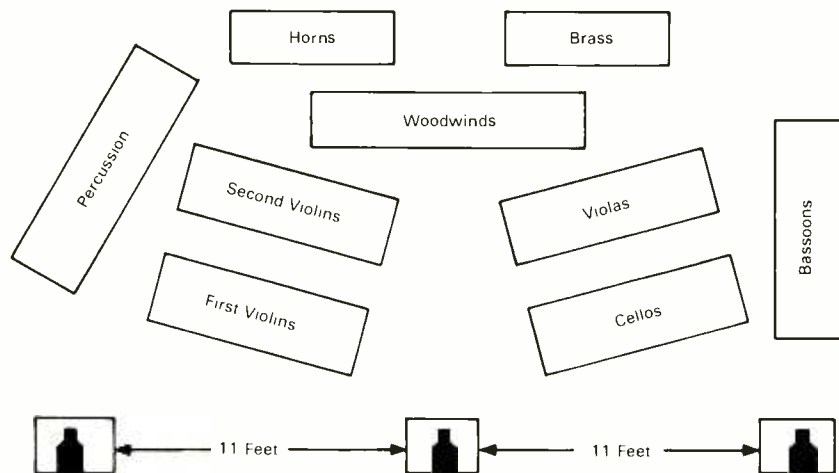 Horns
Brass
Woodwinds
Percussion
Second Violins
Violas
Bassoons
First Violins
Cellos
11 Feet
11 Feet